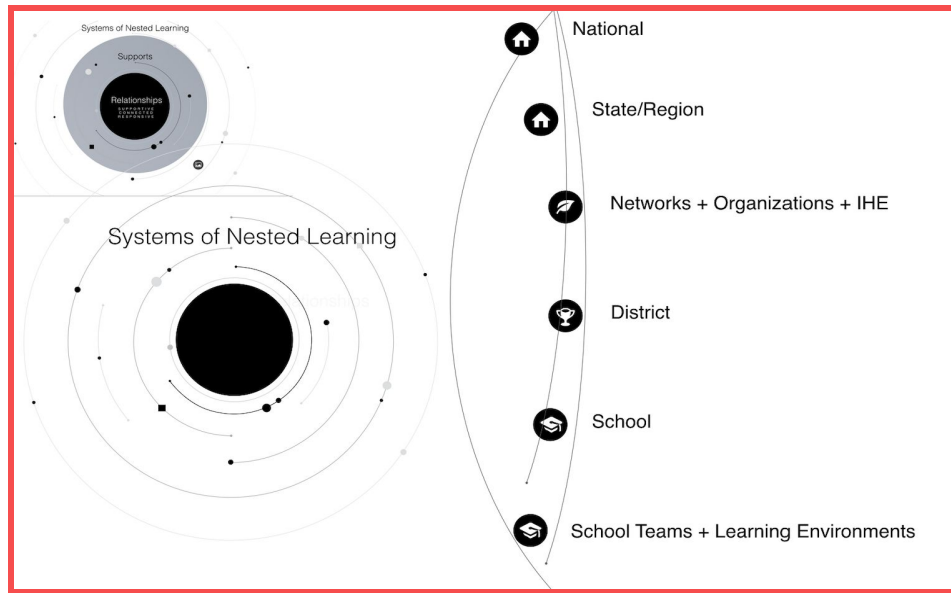 Systems of Nested Learning
Supports
Relationships
SUPPORTIVE
CONNECTED
RESPONSIVE
Systems of Nested Learning
National
State/Region
Networks + Organizations + IHE
District
School
School Teams + Learning Environments